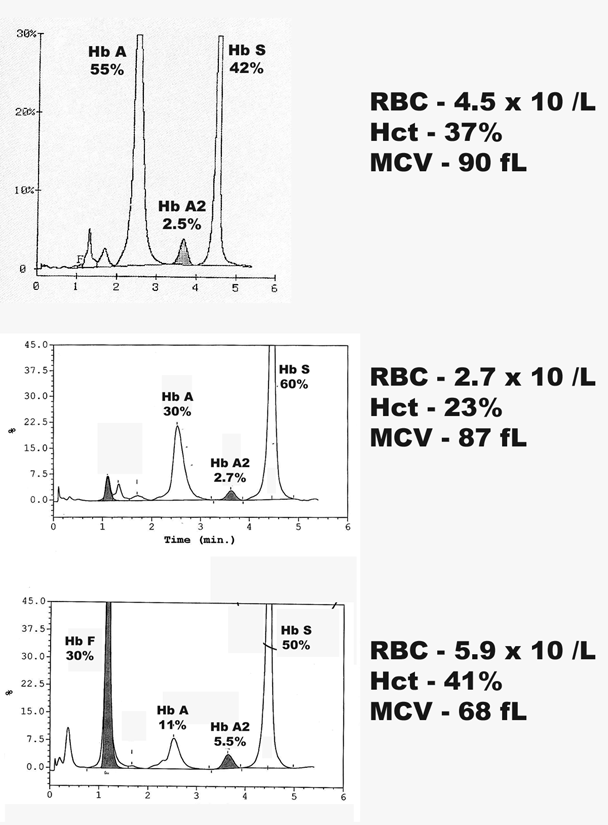 30%
20%
10%
0
Hb A
55%
Hb S
42%
Hb A2
2.5%
F
0 1 2 3 4 5 6
RBC - 4.5 x 10 /L
Hct - 37%
MCV - 90 fL
45.0
37.5
30.0
22.5
15.0
7.5
0.0
%
Hb A
30%
Hb A2
2.7%
Hb S
60%
0 1 2 3 4 5 6
Time (min.)
RBC - 2.7 x 10 /L
Hct - 23%
MCV - 87 fL
45.0
37.5
30.0
22.5
15.0
7.5
0.0
%
Hb F
30%
Hb A
11%
Hb A2
5.5%
Hb S
50%
F
0 1 2 3 4 5 6
RBC - 5.9 x 10 /L
Hct - 41%
MCV - 68 fL